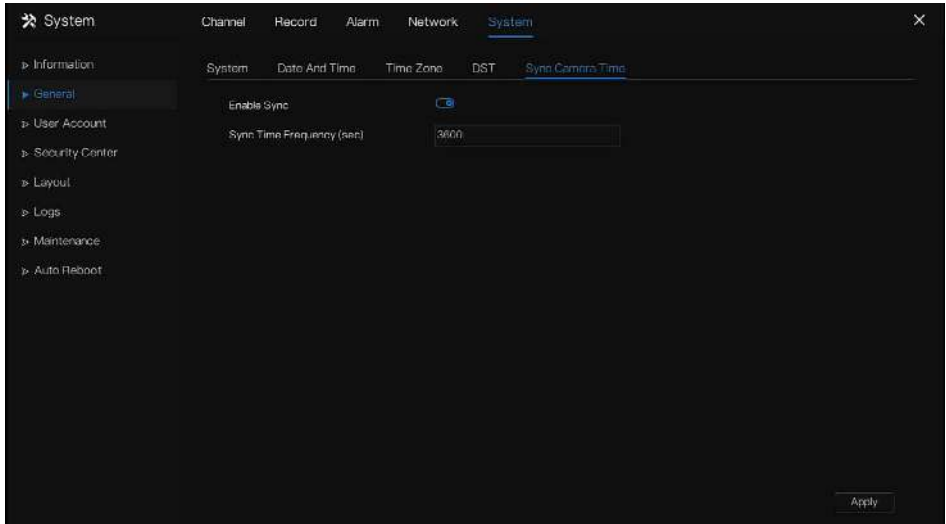 System
Channel Record Alarm Network System
Information
General
User Account
Security Center
Layout
Logs
Maintenance
Auto Reboot
System Date And Time Time Zone DST Sync Camera Time
Enable Sync
Sync Time Frequency (sec) 3600
Apply